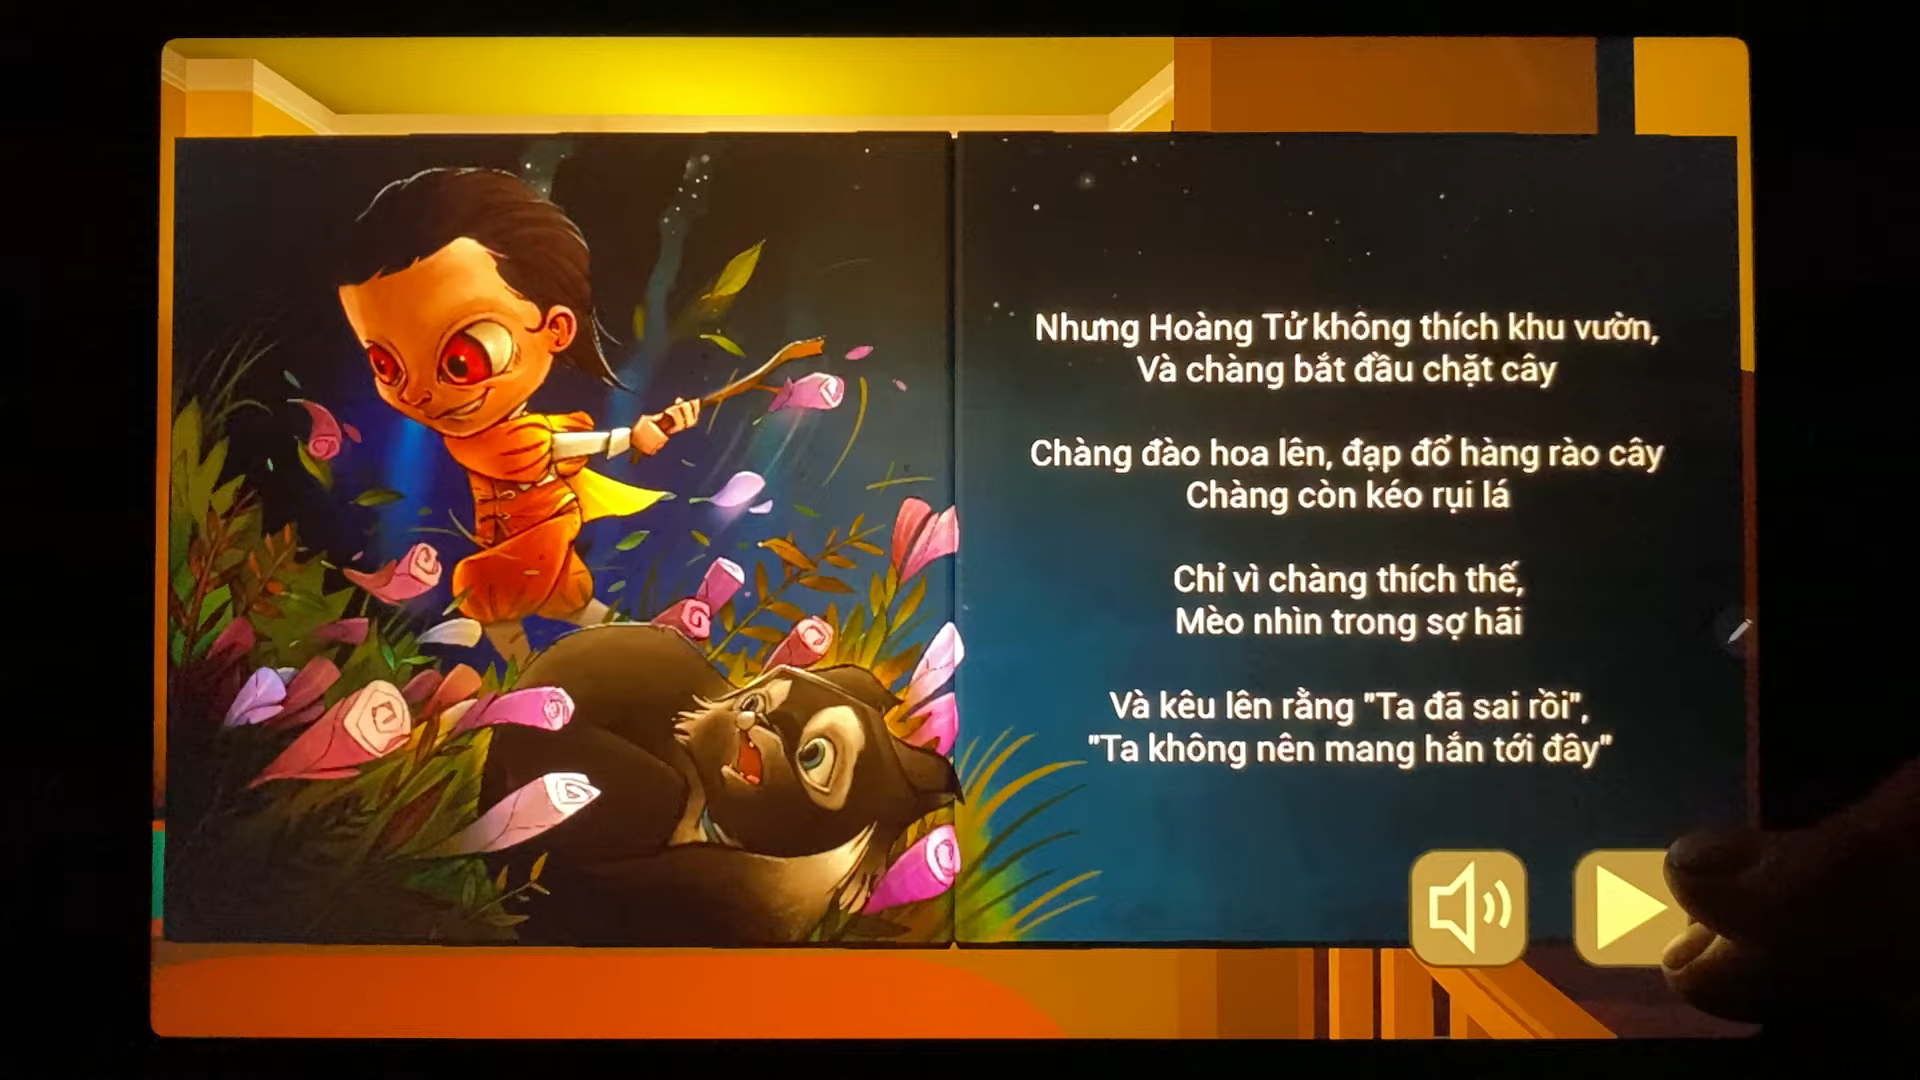 Nhưng Hoàng Tử không thích khu vườn,
Và chàng bắt đầu chặt cây
Chàng đào hoa lên, đạp đổ hàng rào cây
Chàng còn kéo rụi lá
Chỉ vì chàng thích thế,
Mèo nhìn trong sợ hãi
Và kêu lên rằng "Ta đã sai rồi",
"Ta không nên mang hắn tới đây"